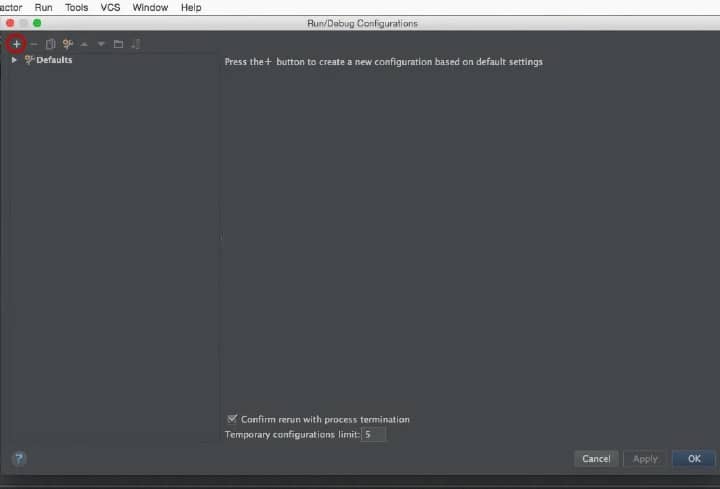 actor Run Tools VCS Window Help
Run/Debug Configurations
Defaults
Press the+ button to create a new configuration based on default settings
Confirm rerun with process termination
Temporary configurations limit: 5
? Cancel Apply OK